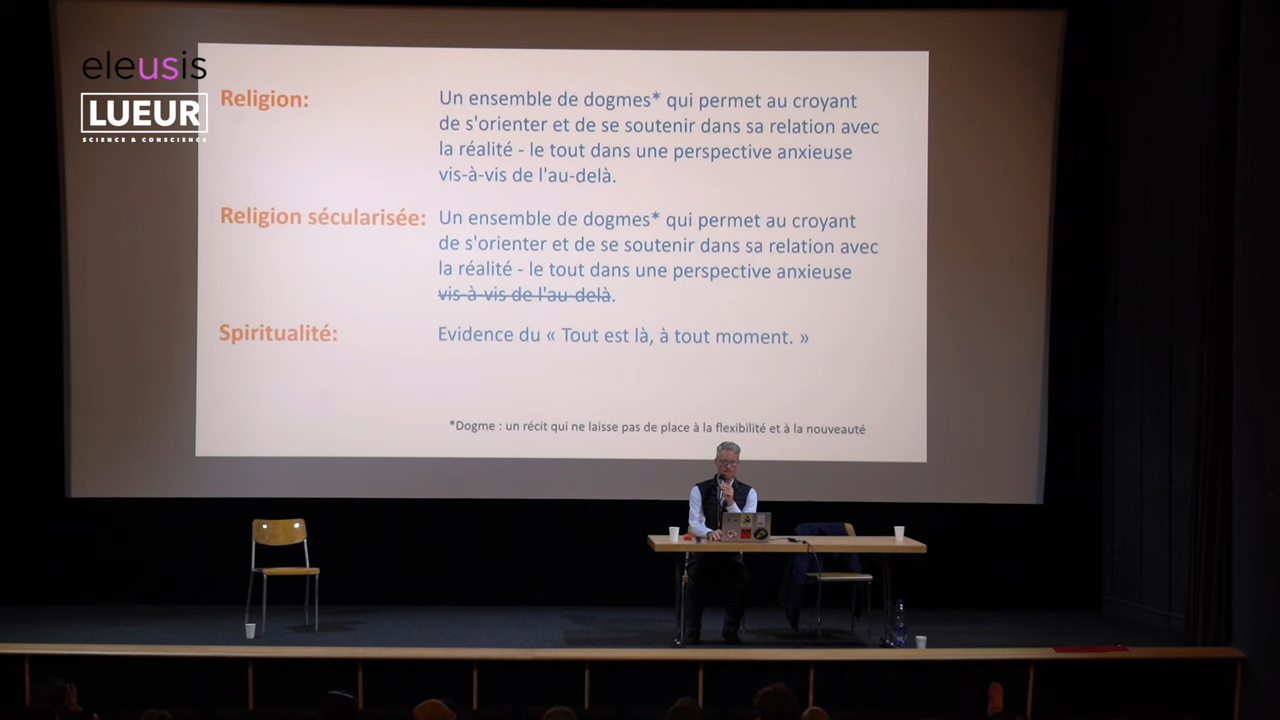 eleusis
LUEUR
SCIENCE & CONSCIENCE
Religion:
Un ensemble de dogmes* qui permet au croyant
de s'orienter et de se soutenir dans sa relation avec
la réalité - le tout dans une perspective anxieuse
vis-à-vis de l'au-delà.
Religion sécularisée:
Un ensemble de dogmes* qui permet au croyant
de s'orienter et de se soutenir dans sa relation avec
la réalité - le tout dans une perspective anxieuse
vis-à-vis de l'au-delà.
Spiritualité:
Evidence du « Tout est là, à tout moment. »
*Dogme : un récit qui ne laisse pas de place à la flexibilité et à la nouveauté